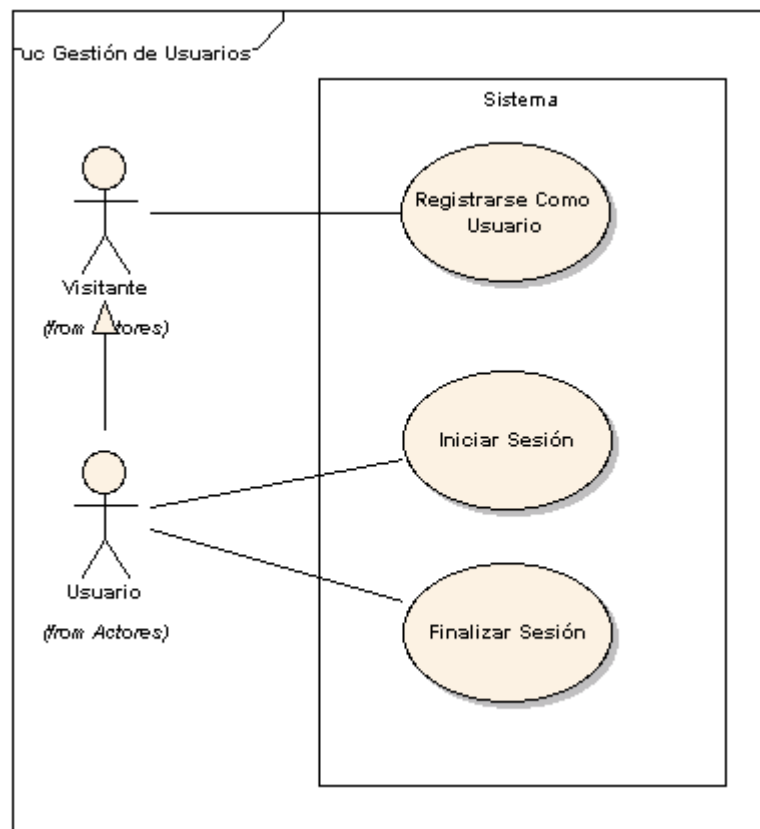 uc Gestión de Usuarios
Sistema
Registrarse Como
Usuario
Visitante
(from Actores)
Iniciar Sesión
Usuario
(from Actores)
Finalizar Sesión